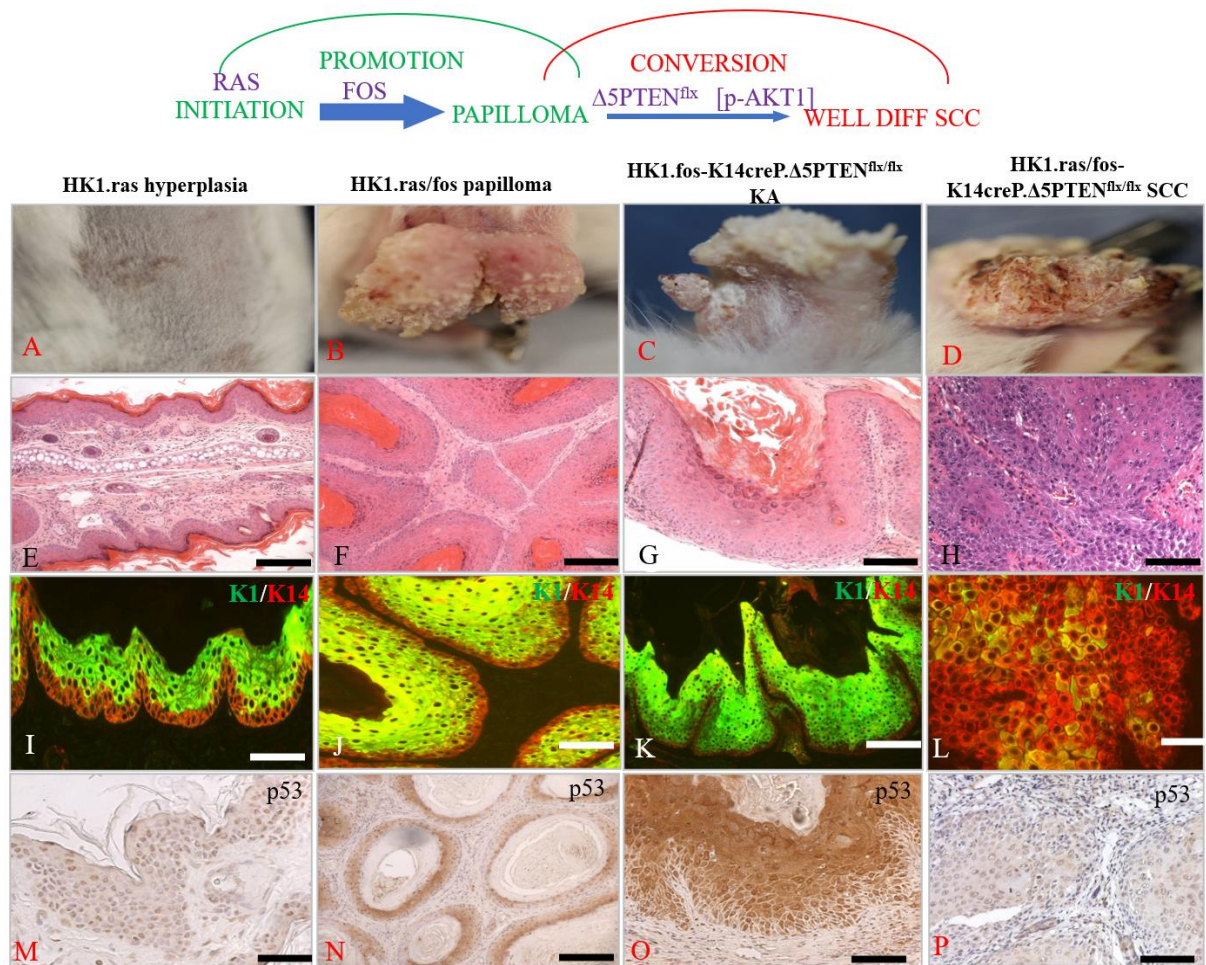 PROMOTION
CONVERSION
RAS
FOS
Δ5PTENflx [p-AKT1]
INITIATION
PAPILLOMA
WELL DIFF SCC
HK1.ras hyperplasia
HK1.ras/fos papilloma
HK1.fos-K14creP.Δ5PTENflx/flx
KA
HK1.ras/fos-
K14creP.Δ5PTENflx/flx SCC
A
B
C
D
E
F
G
H
K1/K14
K1/K14
K1/K14
K1/K14
I
J
K
L
p53
p53
p53
p53
M
N
O
P